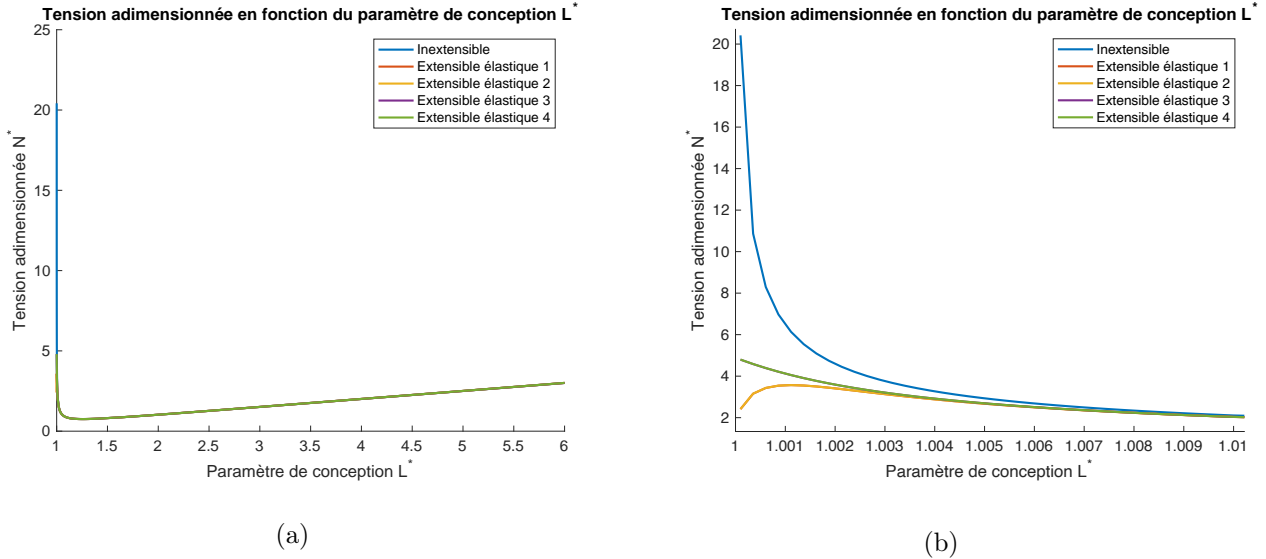 Tension adimensionnée en fonction du paramètre de conception L*
25
20
15
10
5
0
Tension adimensionnée N*
1 1.5 2 2.5 3 3.5 4 4.5 5 5.5 6
Paramètre de conception L*
Inextensible
Extensible élastique 1
Extensible élastique 2
Extensible élastique 3
Extensible élastique 4
(a)
Tension adimensionnée en fonction du paramètre de conception L*
20
18
16
14
12
10
8
6
4
2
Tension adimensionnée N*
1 1.001 1.002 1.003 1.004 1.005 1.006 1.007 1.008 1.009 1.01
Paramètre de conception L*
Inextensible
Extensible élastique 1
Extensible élastique 2
Extensible élastique 3
Extensible élastique 4
(b)